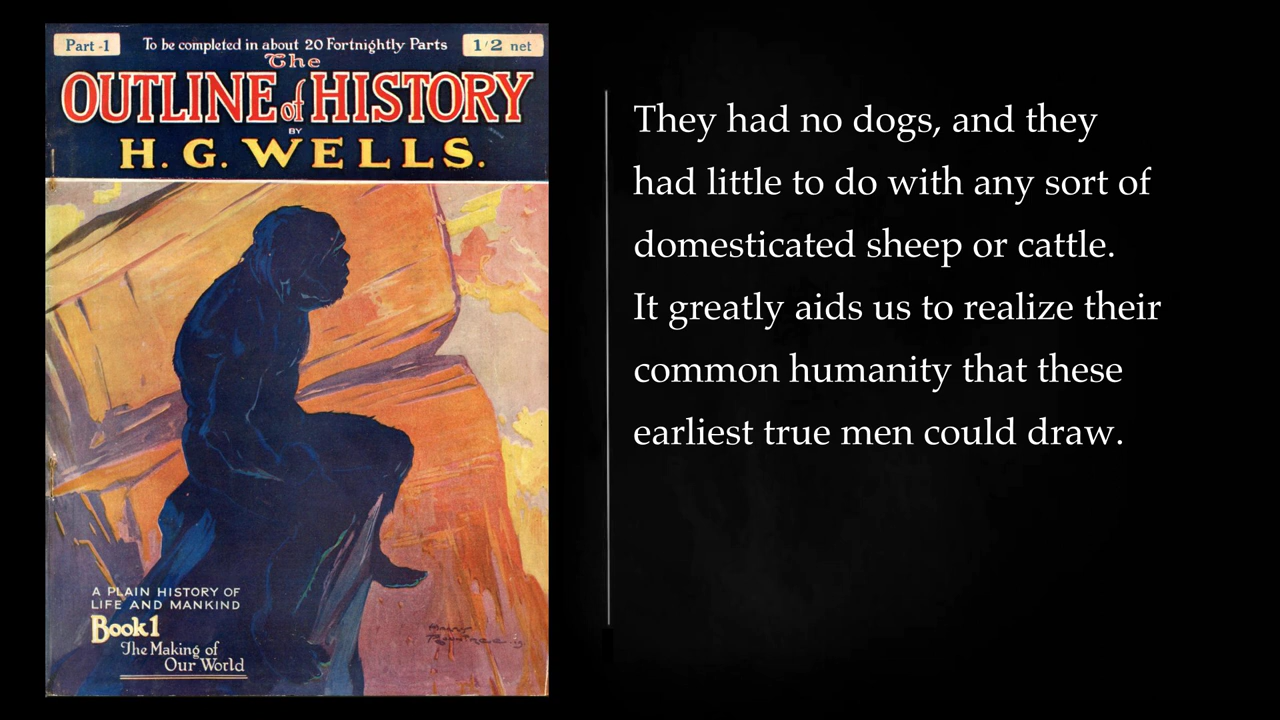 Part -1
To be completed in about 20 Fortnightly Parts
1/2 net
The
OUTLINE of HISTORY
BY
H. G. WELLS.
A PLAIN HISTORY OF
LIFE AND MANKIND
Book 1
The Making of
Our World
They had no dogs, and they
had little to do with any sort of
domesticated sheep or cattle.
It greatly aids us to realize their
common humanity that these
earliest true men could draw.